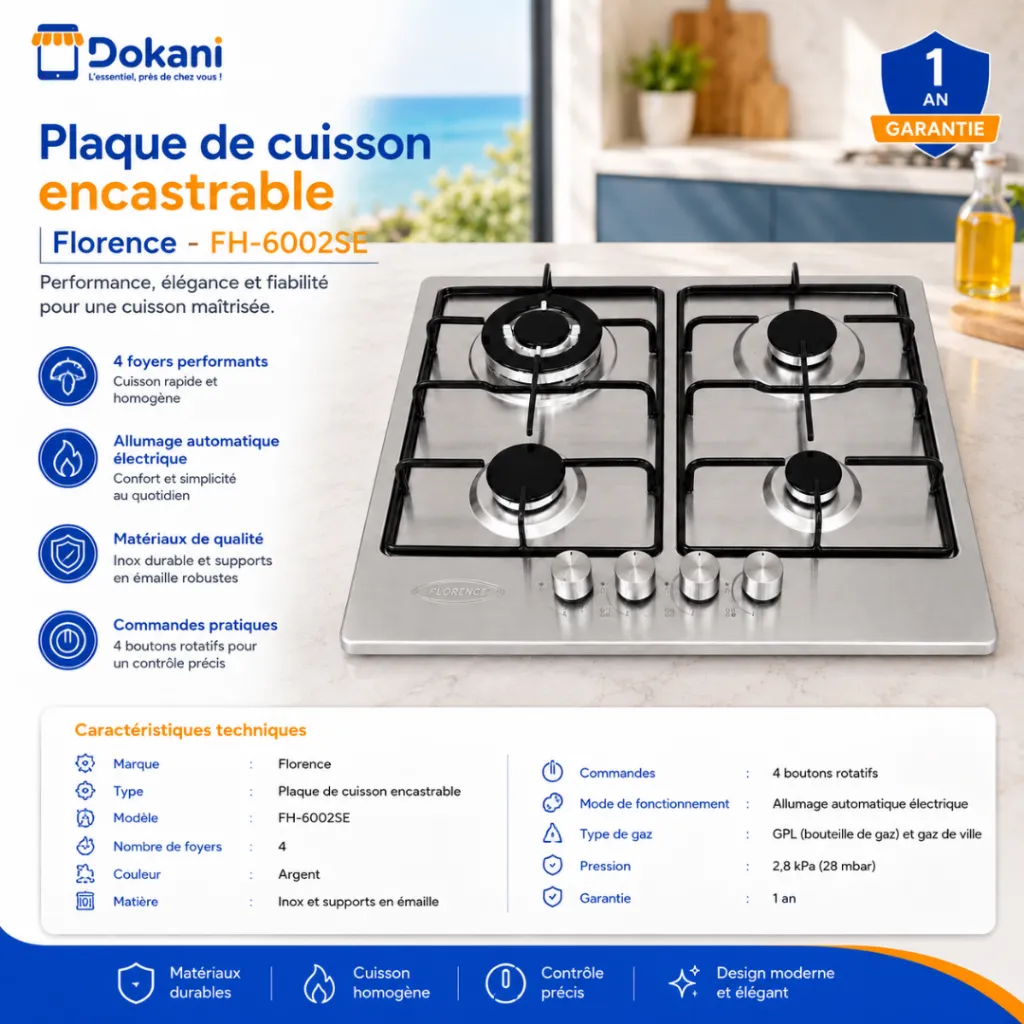 Dokani
L'essentiel, près de chez vous !
1
AN
GARANTIE
Plaque de cuisson
encastrable
Florence - FH-6002SE
Performance, élégance et fiabilité
pour une cuisson maîtrisée.
4 foyers performants
Cuisson rapide et
homogène
Allumage automatique
électrique
Confort et simplicité
au quotidien
Matériaux de qualité
Inox durable et supports
en émaille robustes
Commandes pratiques
4 boutons rotatifs pour
un contrôle précis
FLORENCE
Caractéristiques techniques
Marque : Florence
Type : Plaque de cuisson encastrable
Modèle : FH-6002SE
Nombre de foyers : 4
Couleur : Argent
Matière : Inox et supports en émaille
Commandes : 4 boutons rotatifs
Mode de fonctionnement : Allumage automatique électrique
Type de gaz : GPL (bouteille de gaz) et gaz de ville
Pression : 2,8 kPa (28 mbar)
Garantie : 1 an
Matériaux
durables
Cuisson
homogène
Contrôle
précis
Design moderne
et élégant